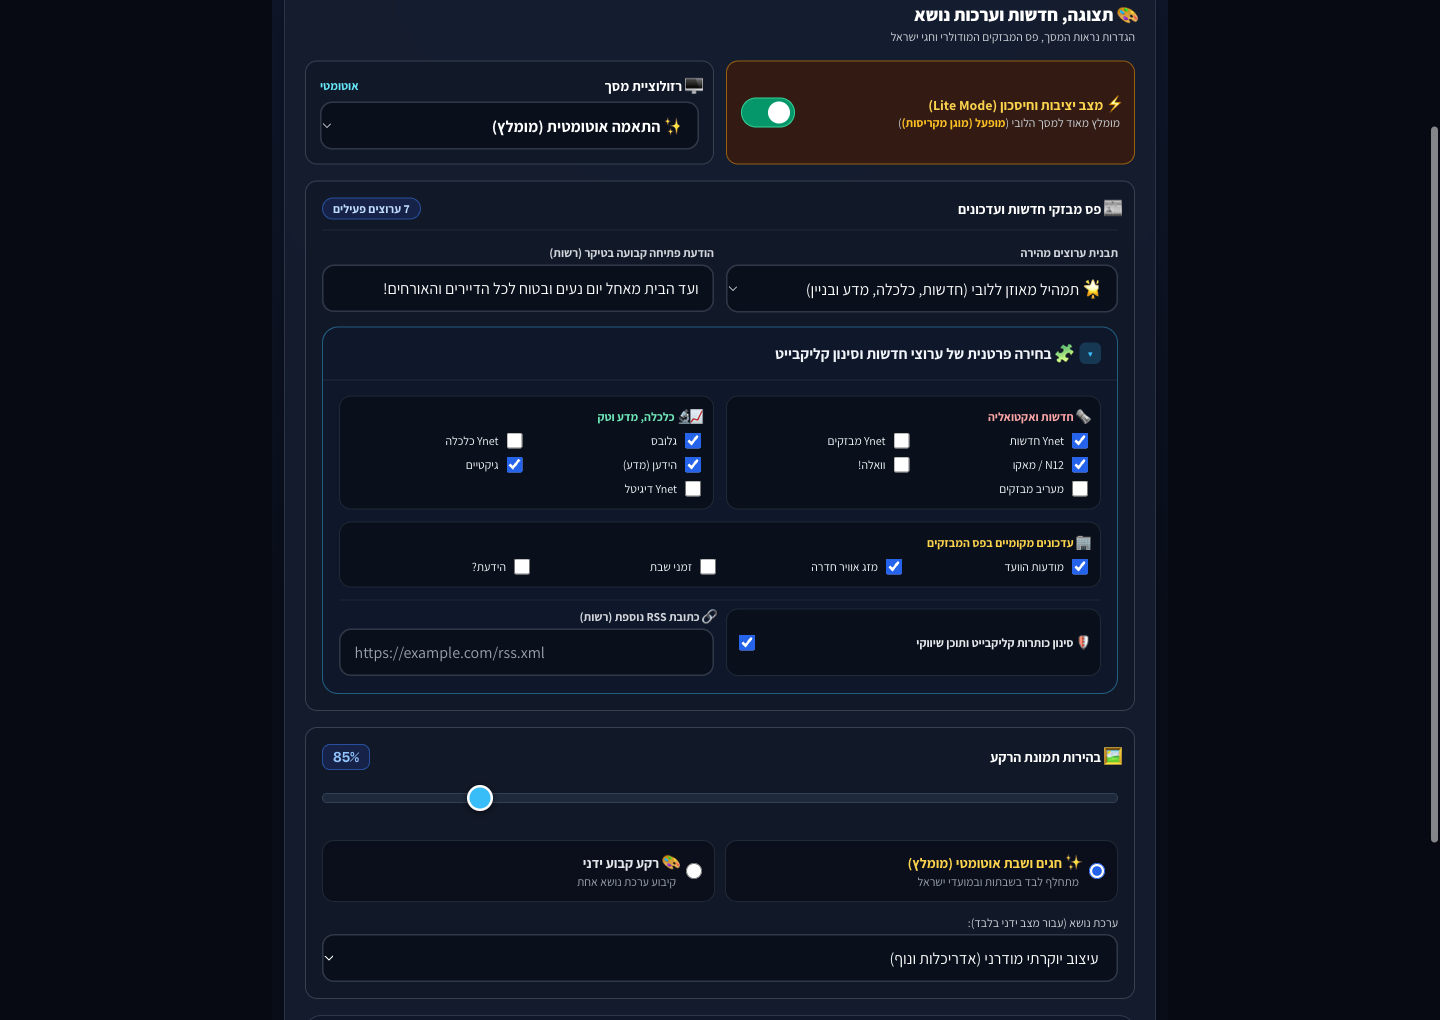 🎨 תצוגה, חדשות וערכות נושא
הגדרות נראות המסך, פס המבזקים המודולרי וחגי ישראל
⚡ מצב יציבות וחיסכון (Lite Mode)
מומלץ מאוד למסך הלובי (מופעל (מוגן מקריסות))
🖥️ רזולוציית מסך
אוטומטי
✨ התאמה אוטומטית (מומלץ)
📰 פס מבזקי חדשות ועדכונים
7 ערוצים פעילים
תבנית ערוצים מהירה
🌟 תמהיל מאוזן ללובי (חדשות, כלכלה, מדע ובניין)
הודעת פתיחה קבועה בטיקר (רשות)
ועד הבית מאחל יום נעים ובטוח לכל הדיירים והאורחים!
🧩 בחירה פרטנית של ערוצי חדשות וסינון קליקבייט
🗞️ חדשות ואקטואליה
Ynet חדשות
Ynet מבזקים
N12 / מאקו
וואלה!
מעריב מבזקים
📈🔬 כלכלה, מדע וטק
גלובס
Ynet כלכלה
הידען (מדע)
גיקטיים
Ynet דיגיטל
🏢 עדכונים מקומיים בפס המבזקים
מודעות הוועד
מזג אוויר חדרה
זמני שבת
הידעת?
🛡️ סינון כותרות קליקבייט ותוכן שיווקי
🔗 כתובת RSS נוספת (רשות)
https://example.com/rss.xml
🖼️ בהירות תמונת הרקע
85%
✨ חגים ושבת אוטומטי (מומלץ)
מתחלף לבד בשבתות ובמועדי ישראל
🎨 רקע קבוע ידני
קיבוע ערכת נושא אחת
ערכת נושא (עבור מצב ידני בלבד):
עיצוב יוקרתי מודרני (אדריכלות ונוף)